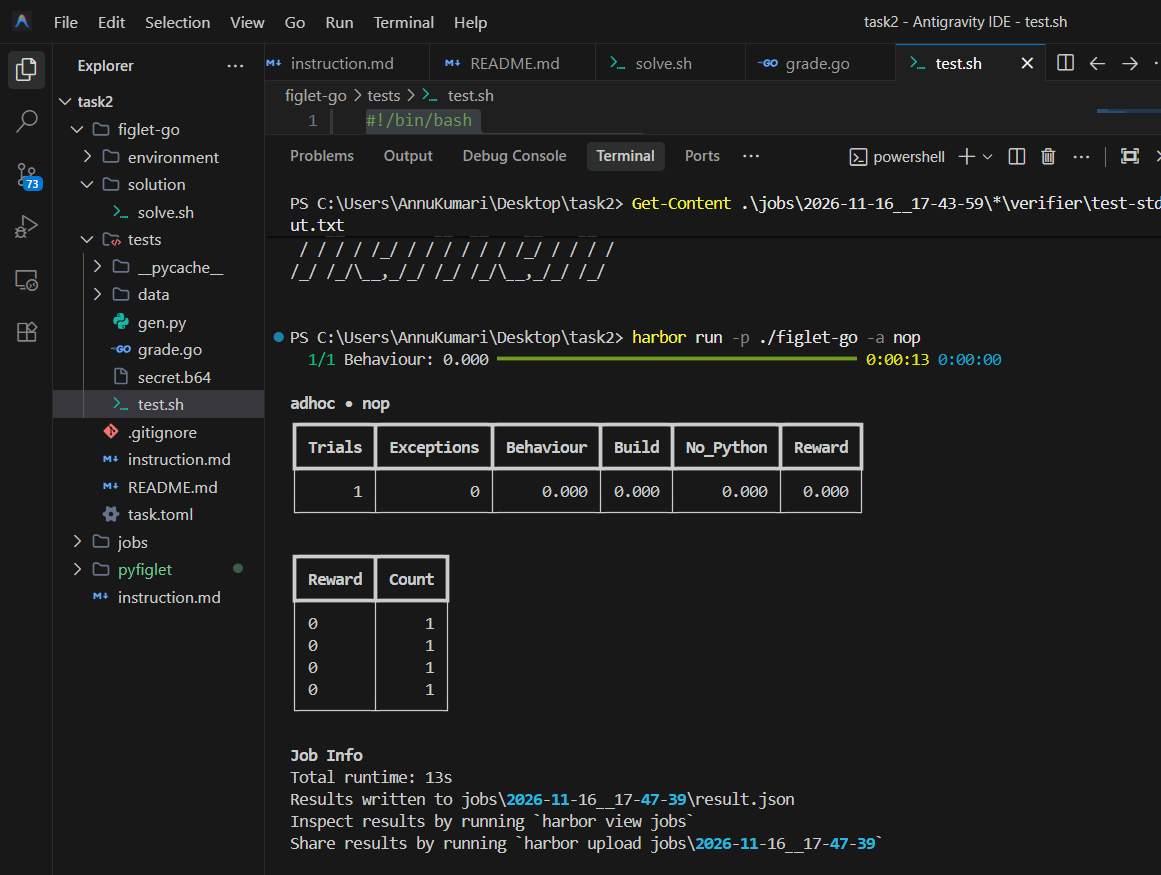 File Edit Selection View Go Run Terminal Help
task2 - Antigravity IDE - test.sh
Explorer ···
task2
figlet-go
environment
solution
solve.sh
tests
__pycache__
data
gen.py
grade.go
secret.b64
test.sh
.gitignore
instruction.md
README.md
task.toml
jobs
pyfiglet
instruction.md
73
instruction.md README.md solve.sh grade.go test.sh
figlet-go > tests > test.sh
1 #!/bin/bash
Problems Output Debug Console Terminal Ports ··· powershell
PS C:\Users\AnnuKumari\Desktop\task2> Get-Content .\jobs\2026-11-16__17-43-59\*\verifier\test-std
ut.txt
/ / / / /_/ / / / / / / /_/ / / / /
/_/ /_/\__,_/_/ /_/ /_/\__,_/_/ /_/
PS C:\Users\AnnuKumari\Desktop\task2> harbor run -p ./figlet-go -a nop
1/1 Behaviour: 0.000 0:00:13 0:00:00
adhoc • nop
Trials Exceptions Behaviour Build No_Python Reward
1 0 0.000 0.000 0.000 0.000
Reward Count
0 1
0 1
0 1
0 1
Job Info
Total runtime: 13s
Results written to jobs\2026-11-16__17-47-39\result.json
Inspect results by running `harbor view jobs`
Share results by running `harbor upload jobs\2026-11-16__17-47-39`